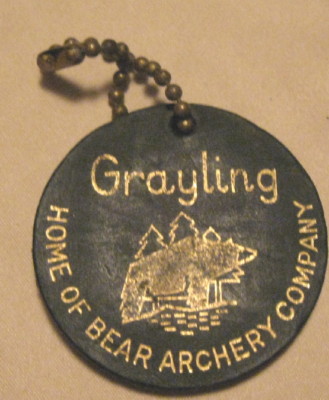 Grayling
HOME OF BEAR ARCHERY COMPANY